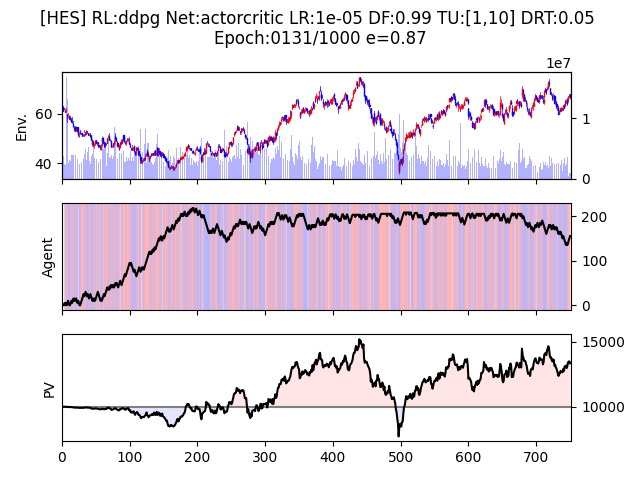 [HES] RL:ddpg Net:actorcritic LR:1e-05 DF:0.99 TU:[1,10] DRT:0.05
Epoch:0131/1000 e=0.87
1e7
Env.
60
40
1
0
Agent
200
100
0
PV
15000
10000
0 100 200 300 400 500 600 700